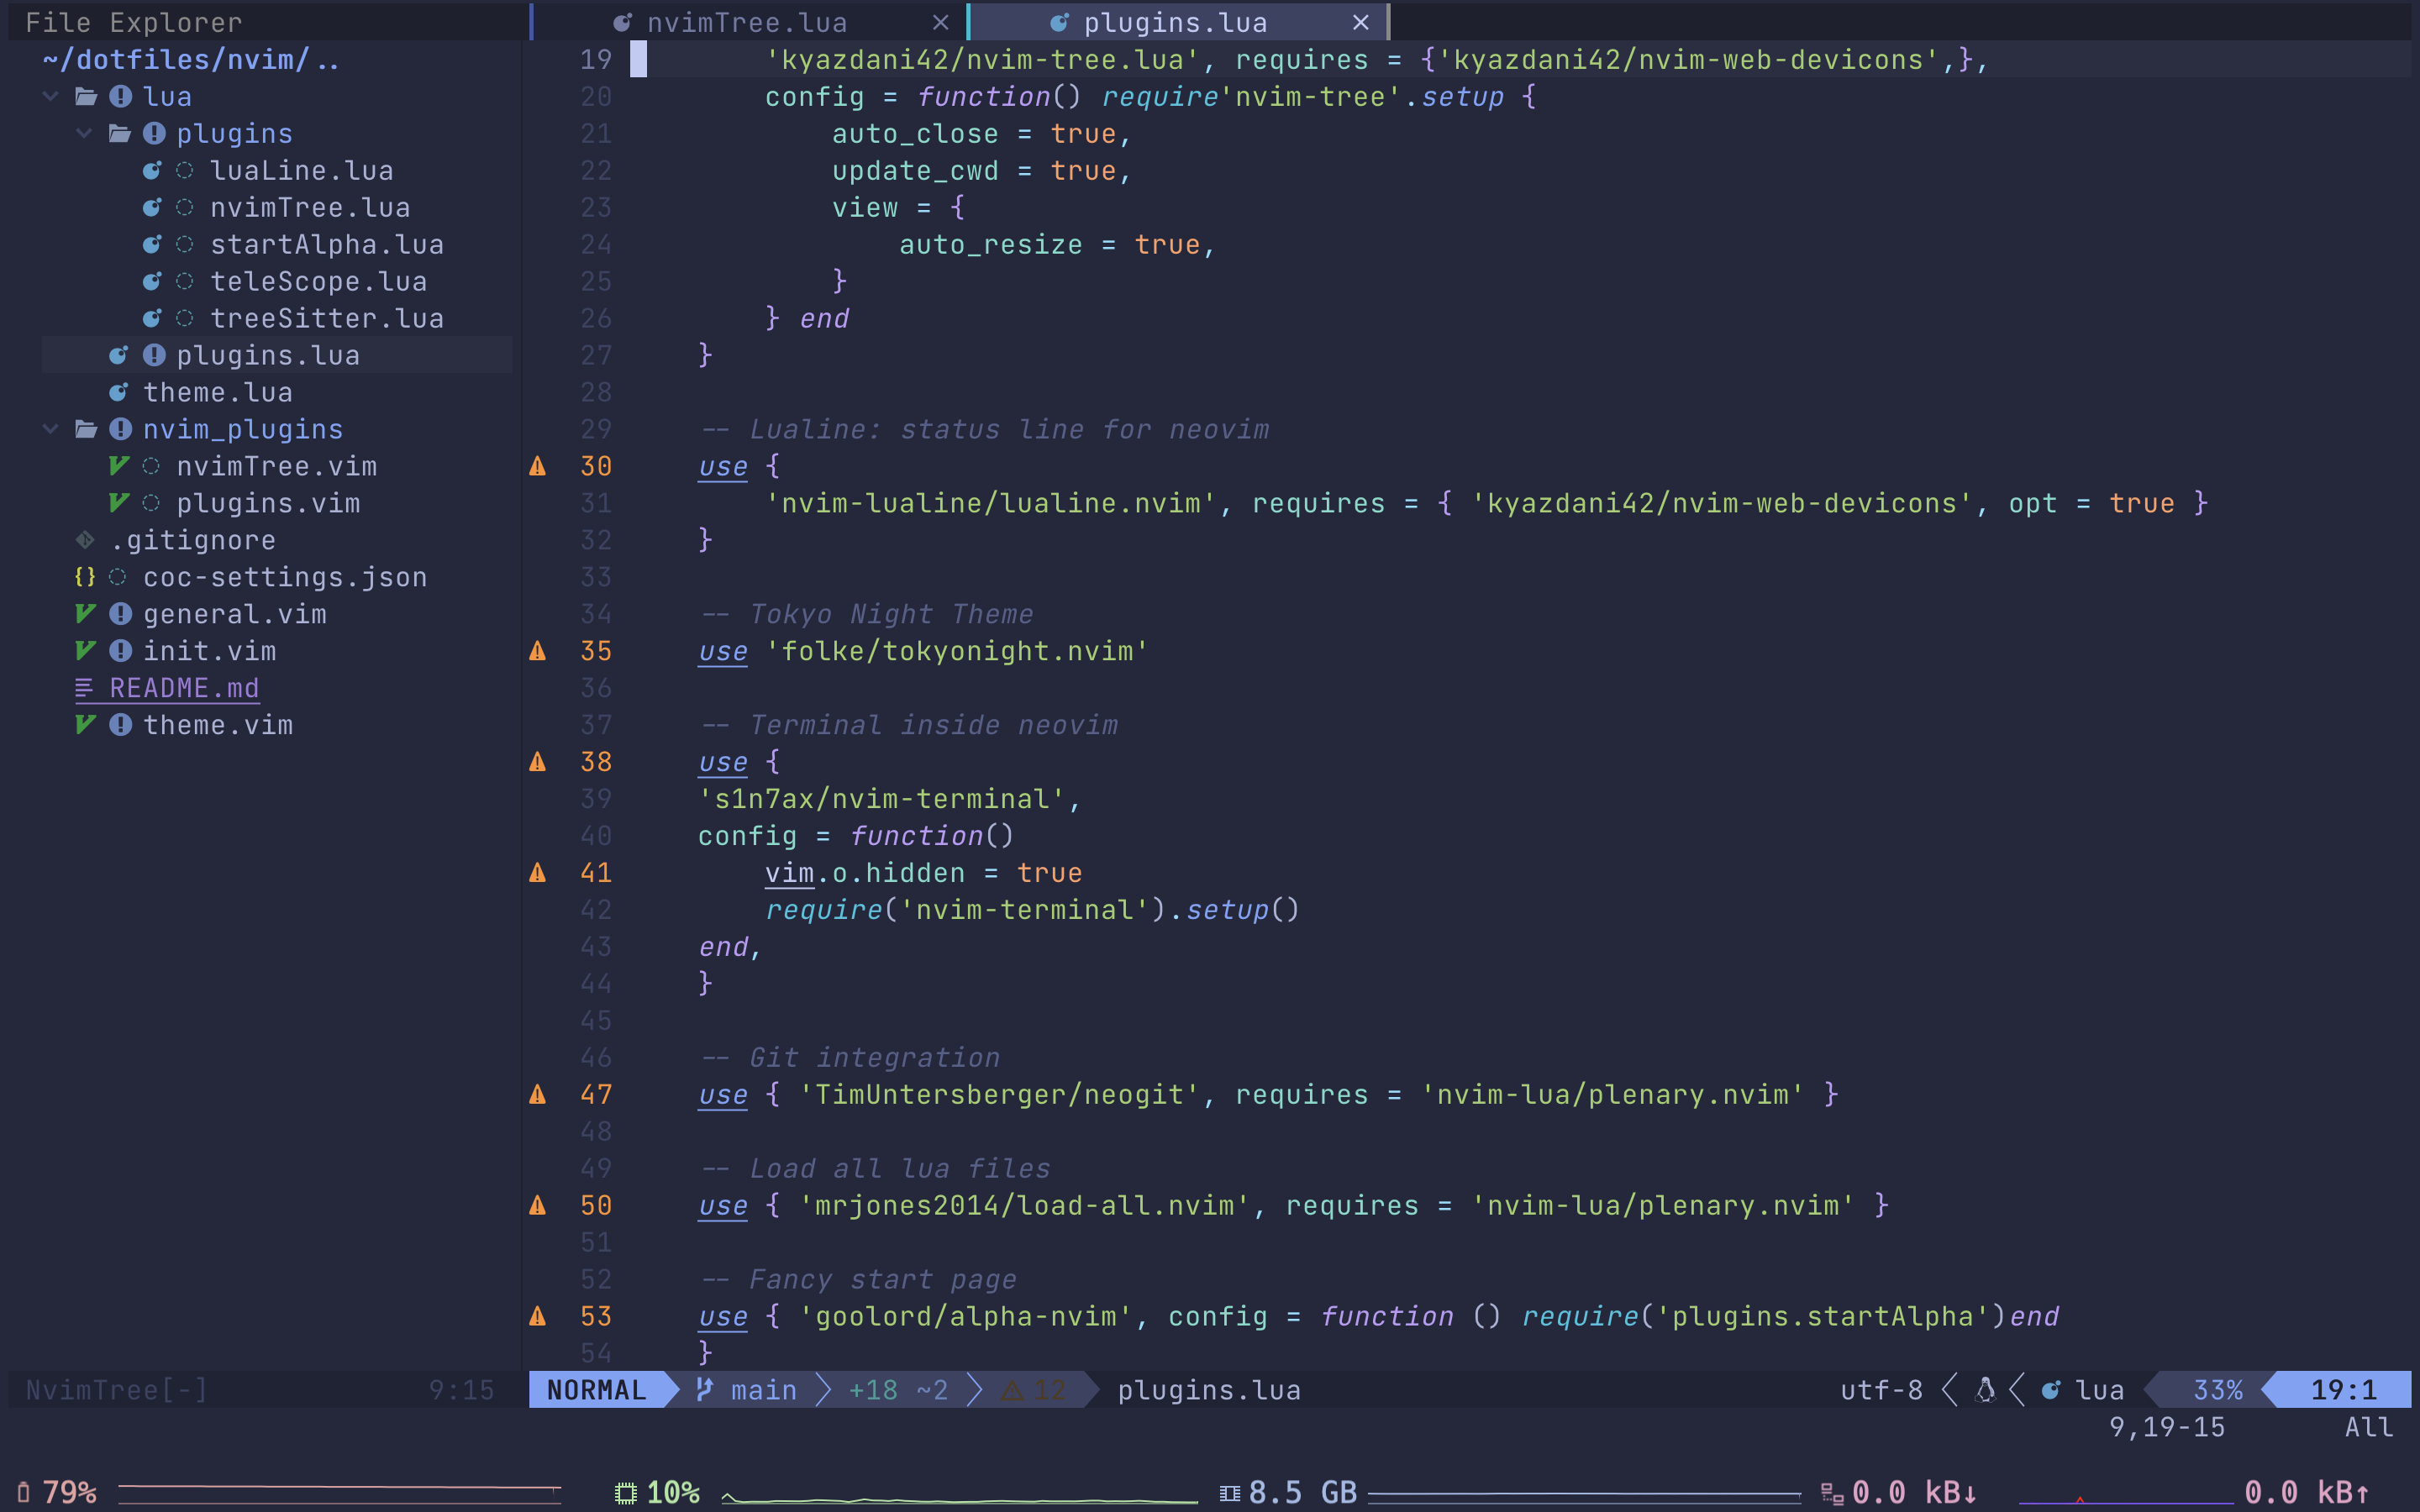 File Explorer
~/dotfiles/nvim/..
lua
plugins
luaLine.lua
nvimTree.lua
startAlpha.lua
teleScope.lua
treeSitter.lua
plugins.lua
theme.lua
nvim_plugins
nvimTree.vim
plugins.vim
.gitignore
{} coc-settings.json
general.vim
init.vim
README.md
theme.vim
NvimTree[-] 9:15
nvimTree.lua × plugins.lua ×
19 'kyazdani42/nvim-tree.lua', requires = {'kyazdani42/nvim-web-devicons',},
20 config = function() require'nvim-tree'.setup {
21 auto_close = true,
22 update_cwd = true,
23 view = {
24 auto_resize = true,
25 }
26 } end
27 }
28
29 -- Lualine: status line for neovim
30 use {
31 'nvim-lualine/lualine.nvim', requires = { 'kyazdani42/nvim-web-devicons', opt = true }
32 }
33
34 -- Tokyo Night Theme
35 use 'folke/tokyonight.nvim'
36
37 -- Terminal inside neovim
38 use {
39 's1n7ax/nvim-terminal',
40 config = function()
41 vim.o.hidden = true
42 require('nvim-terminal').setup()
43 end,
44 }
45
46 -- Git integration
47 use { 'TimUntersberger/neogit', requires = 'nvim-lua/plenary.nvim' }
48
49 -- Load all lua files
50 use { 'mrjones2014/load-all.nvim', requires = 'nvim-lua/plenary.nvim' }
51
52 -- Fancy start page
53 use { 'goolord/alpha-nvim', config = function () require('plugins.startAlpha')end
54 }
NORMAL main +18 ~2 12 plugins.lua utf-8 lua 33% 19:1
9,19-15 All
79% 10% 8.5 GB 0.0 kB↓ 0.0 kB↑